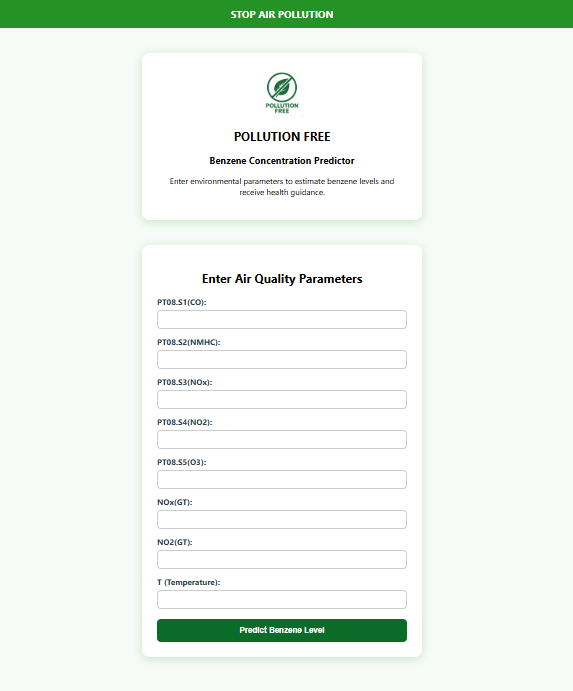 STOP AIR POLLUTION
POLLUTION
FREE
POLLUTION FREE
Benzene Concentration Predictor
Enter environmental parameters to estimate benzene levels and
receive health guidance.
Enter Air Quality Parameters
PT08.S1(CO):
PT08.S2(NMHC):
PT08.S3(NOx):
PT08.S4(NO2):
PT08.S5(O3):
NOx(GT):
NO2(GT):
T (Temperature):
Predict Benzene Level